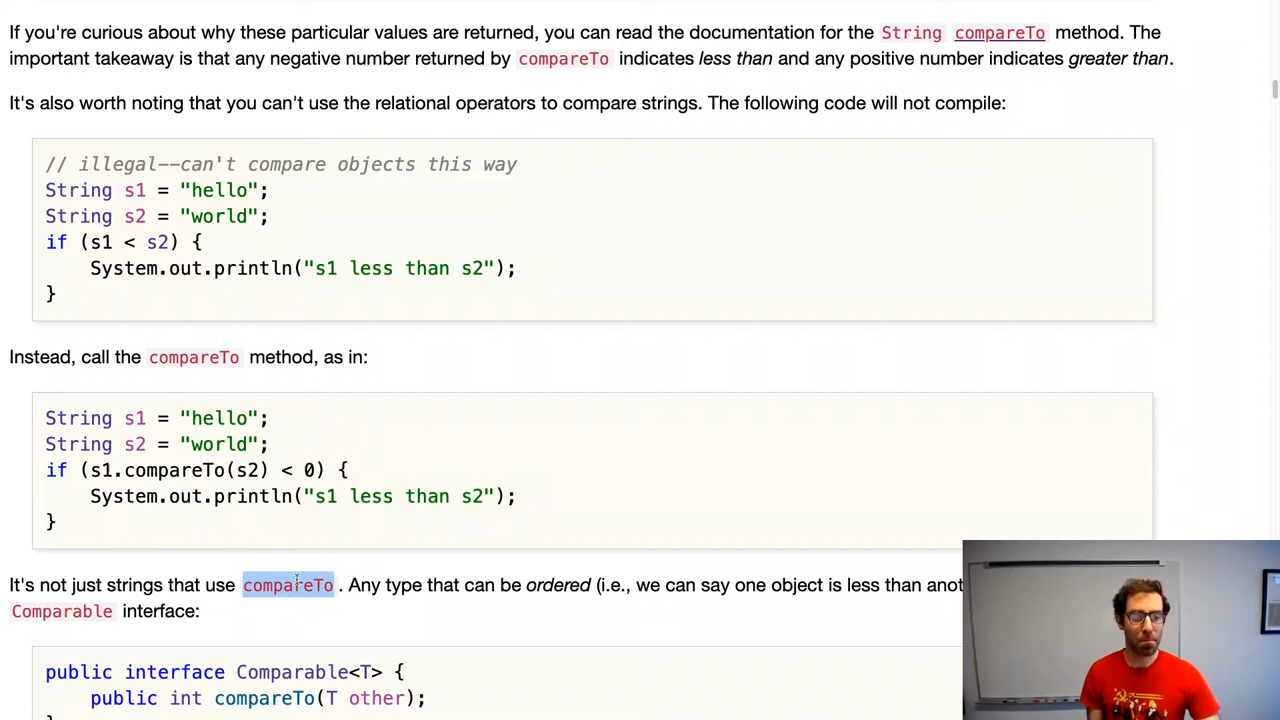 If you're curious about why these particular values are returned, you can read the documentation for the String compareTo method. The
important takeaway is that any negative number returned by compareTo indicates less than and any positive number indicates greater than.
It's also worth noting that you can't use the relational operators to compare strings. The following code will not compile:
// illegal--can't compare objects this way
String s1 = "hello";
String s2 = "world";
if (s1 < s2) {
    System.out.println("s1 less than s2");
}
Instead, call the compareTo method, as in:
String s1 = "hello";
String s2 = "world";
if (s1.compareTo(s2) < 0) {
    System.out.println("s1 less than s2");
}
It's not just strings that use compareTo. Any type that can be ordered (i.e., we can say one object is less than
Comparable interface:
public interface Comparable<T> {
    public int compareTo(T other);